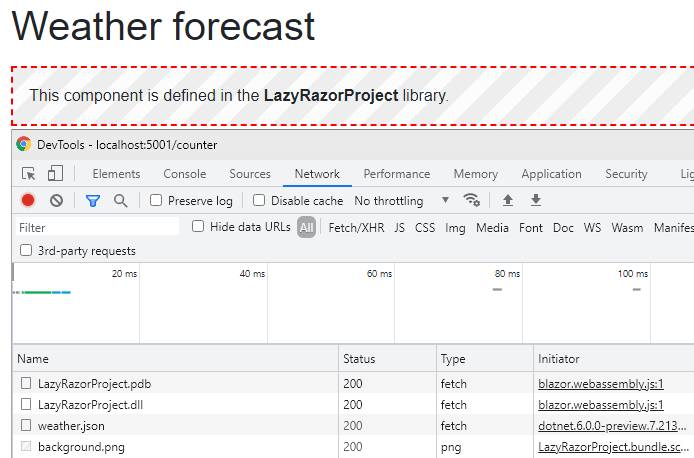 Weather forecast
This component is defined in the LazyRazorProject library.
DevTools - localhost:5001/counter
Elements Console Sources Network Performance Memory Application Security Lig
Preserve log Disable cache No throttling
Filter Hide data URLs All Fetch/XHR JS CSS Img Media Font Doc WS Wasm Manifes
3rd-party requests
20 ms 40 ms 60 ms 80 ms 100 ms
Name Status Type Initiator
LazyRazorProject.pdb 200 fetch blazor.webassembly.js:1
LazyRazorProject.dll 200 fetch blazor.webassembly.js:1
weather.json 200 fetch dotnet.6.0.0-preview.7.213...
background.png 200 png LazyRazorProject.bundle.sc...